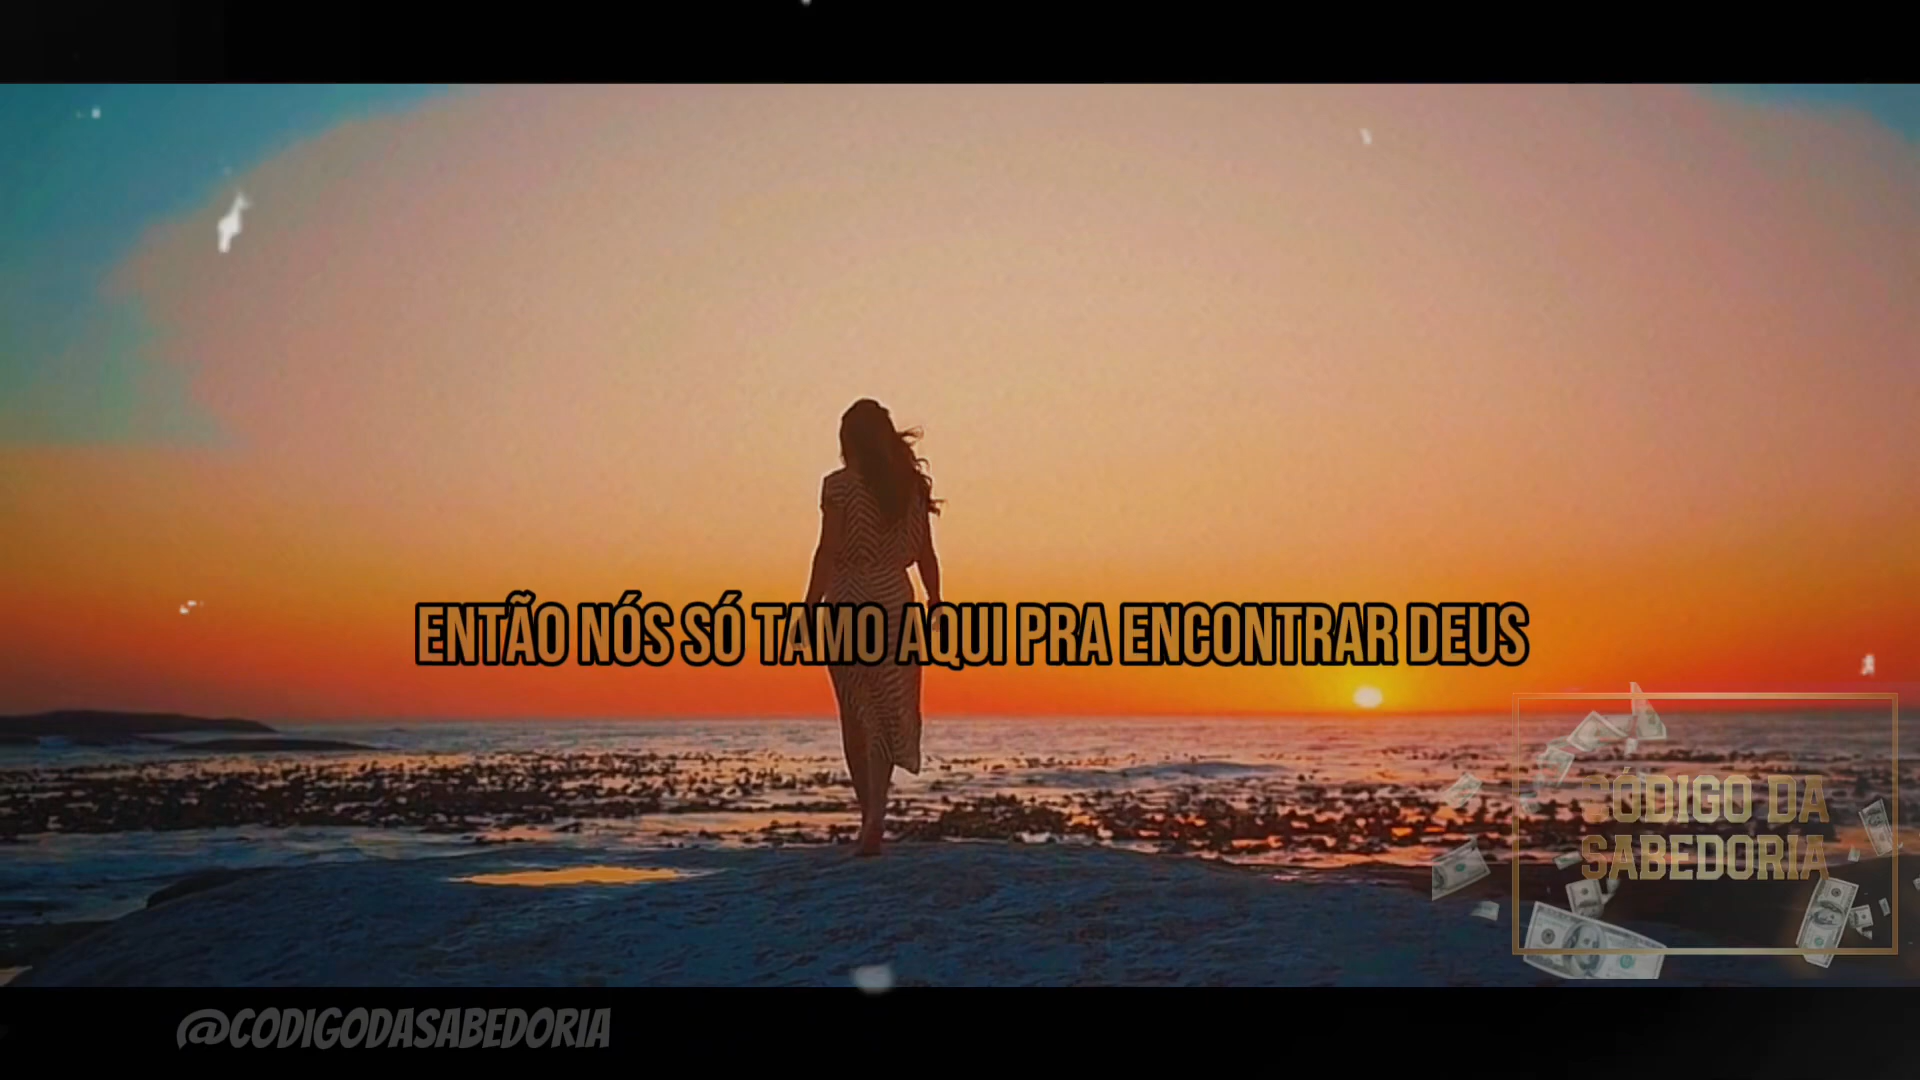 ENTÃO NÓS SÓ TAMO AQUI PRA ENCONTRAR DEUS
CÓDIGO DA
SABEDORIA
@CODIGODASABEDORIA